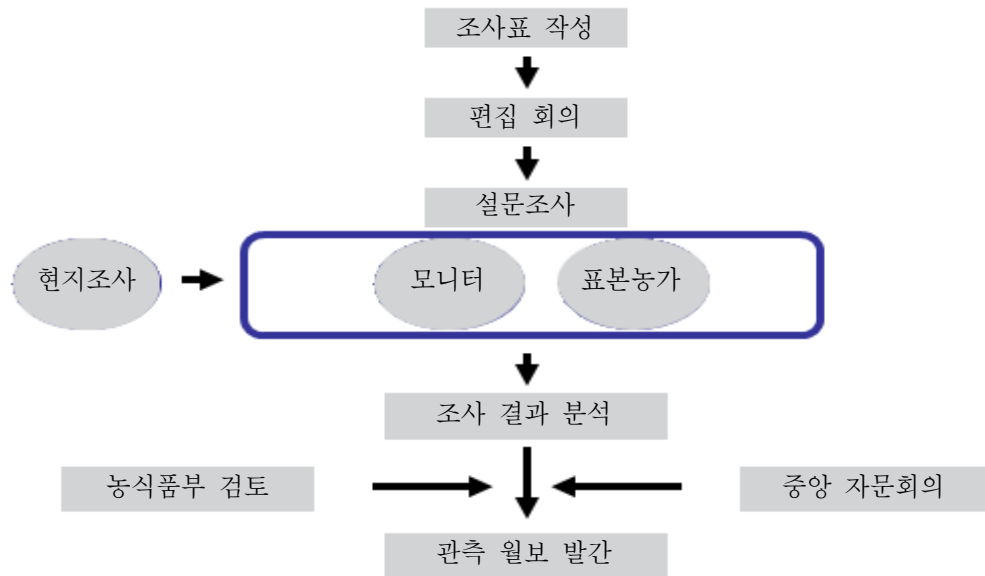 조사표 작성
편집 회의
설문조사
현지조사
모니터
표본농가
조사 결과 분석
농식품부 검토
중앙 자문회의
관측 월보 발간